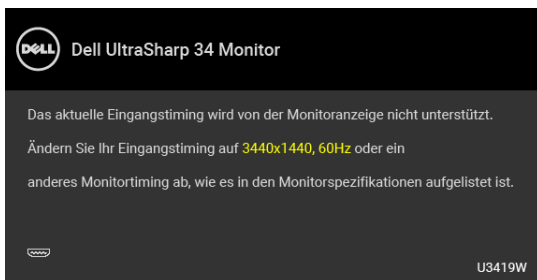 DELL
Dell UltraSharp 34 Monitor
Das aktuelle Eingangstiming wird von der Monitoranzeige nicht unterstützt.
Ändern Sie Ihr Eingangstiming auf 3440x1440, 60Hz oder ein
anderes Monitortiming ab, wie es in den Monitorspezifikationen aufgelistet ist.
U3419W